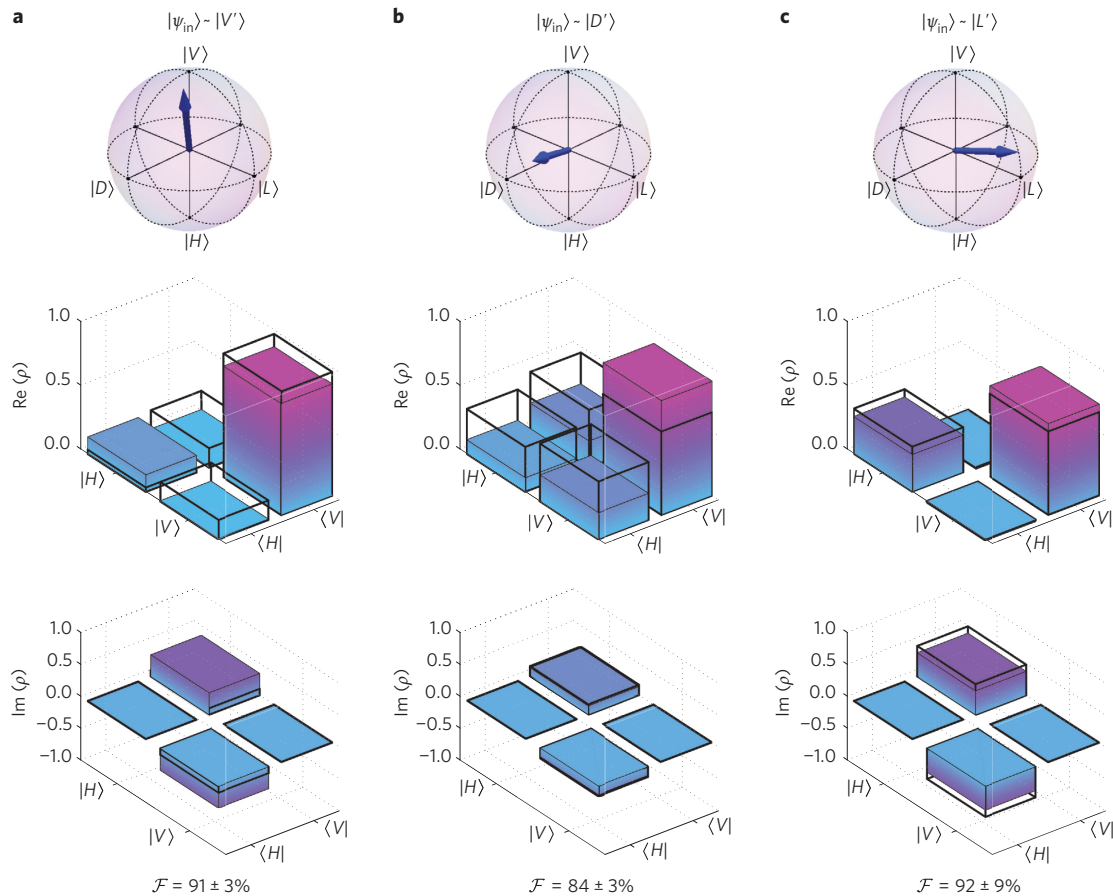 a
|ψin⟩ ~ |V′⟩
|V⟩
|D⟩
|L⟩
|H⟩
1.0
0.5
0.0
Re (ρ)
|H⟩
|V⟩
⟨H|
⟨V|
1.0
0.5
0.0
−0.5
−1.0
Im (ρ)
|H⟩
|V⟩
⟨H|
⟨V|
ℱ = 91 ± 3%
b
|ψin⟩ ~ |D′⟩
|V⟩
|D⟩
|L⟩
|H⟩
1.0
0.5
0.0
Re (ρ)
|H⟩
|V⟩
⟨H|
⟨V|
1.0
0.5
0.0
−0.5
−1.0
Im (ρ)
|H⟩
|V⟩
⟨H|
⟨V|
ℱ = 84 ± 3%
c
|ψin⟩ ~ |L′⟩
|V⟩
|D⟩
|L⟩
|H⟩
1.0
0.5
0.0
Re (ρ)
|H⟩
|V⟩
⟨H|
⟨V|
1.0
0.5
0.0
−0.5
−1.0
Im (ρ)
|H⟩
|V⟩
⟨H|
⟨V|
ℱ = 92 ± 9%